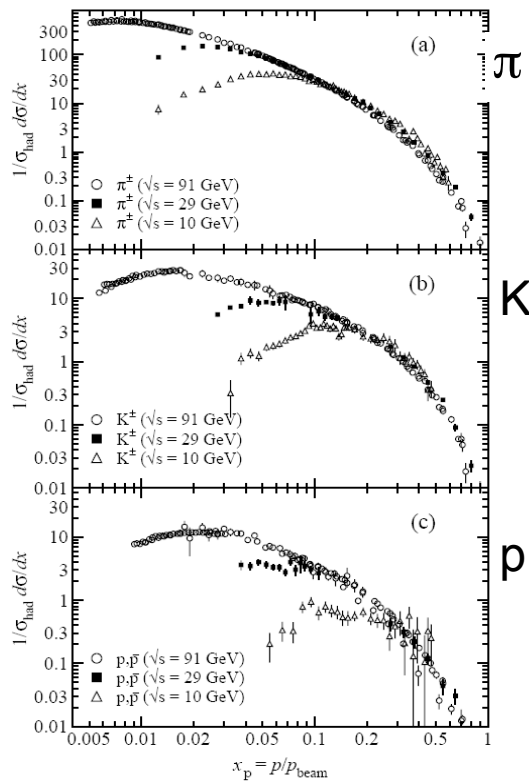 300
100
30
10
3
1
0.3
0.1
0.03
0.01
1/σhad dσ/dx
(a)
π
○ π± (√s = 91 GeV)
■ π± (√s = 29 GeV)
△ π± (√s = 10 GeV)
30
10
3
1
0.3
0.1
0.03
0.01
1/σhad dσ/dx
(b)
K
○ K± (√s = 91 GeV)
■ K± (√s = 29 GeV)
△ K± (√s = 10 GeV)
30
10
3
1
0.3
0.1
0.03
0.01
1/σhad dσ/dx
(c)
p
○ p,p̅ (√s = 91 GeV)
■ p,p̅ (√s = 29 GeV)
△ p,p̅ (√s = 10 GeV)
0.005 0.01 0.02 0.05 0.1 0.2 0.5 1
xp = p/pbeam